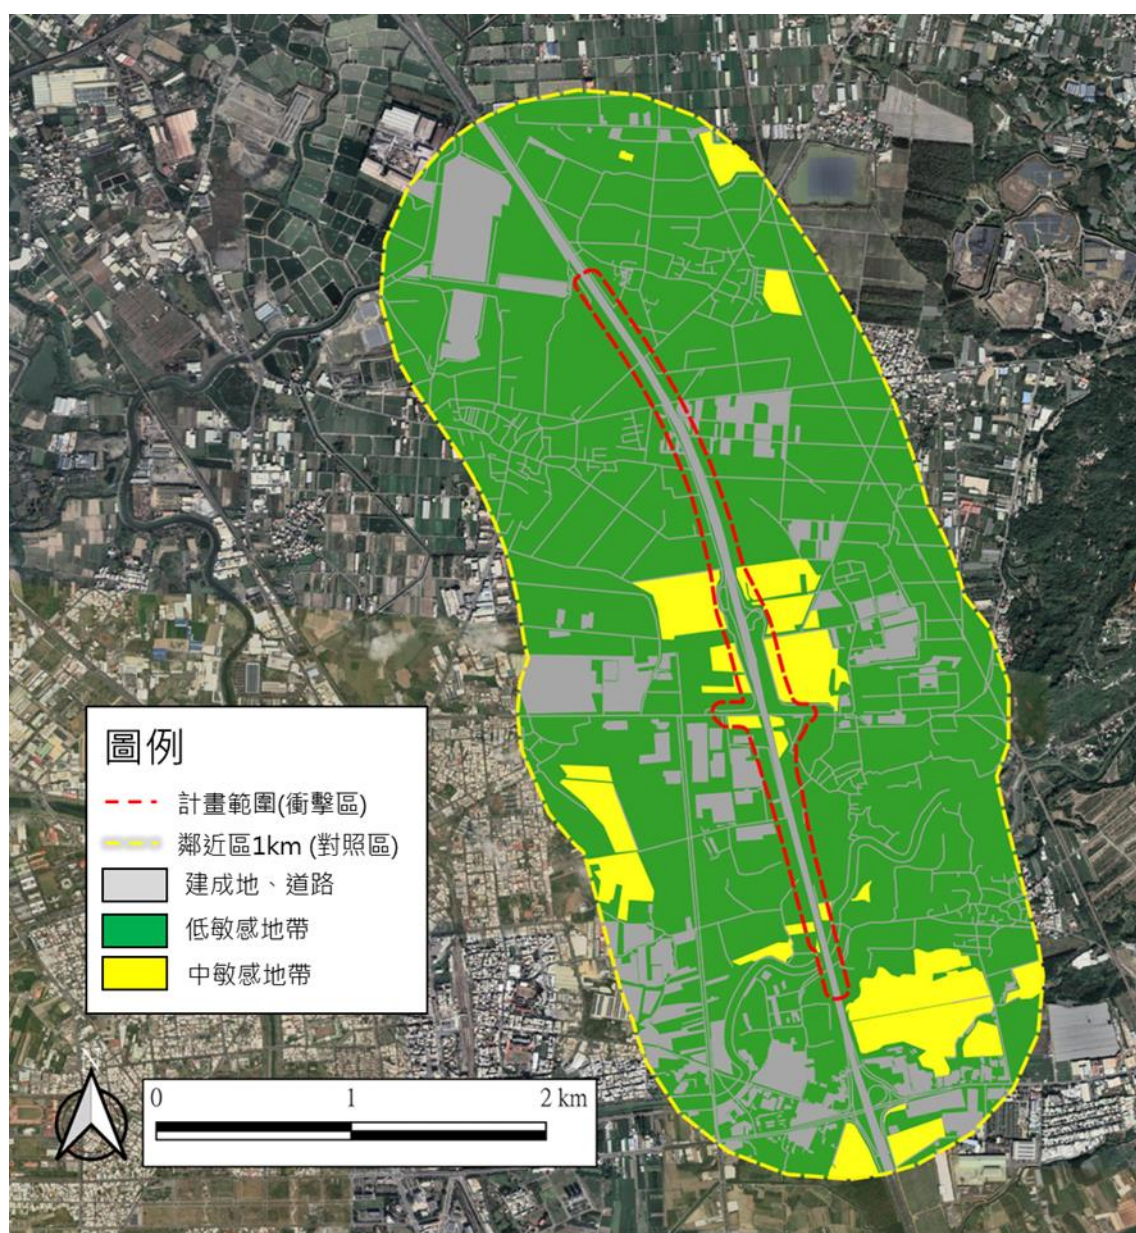 圖例
計畫範圍(衝擊區)
鄰近區1km (對照區)
建成地、道路
低敏感地帶
中敏感地帶
0 1 2 km